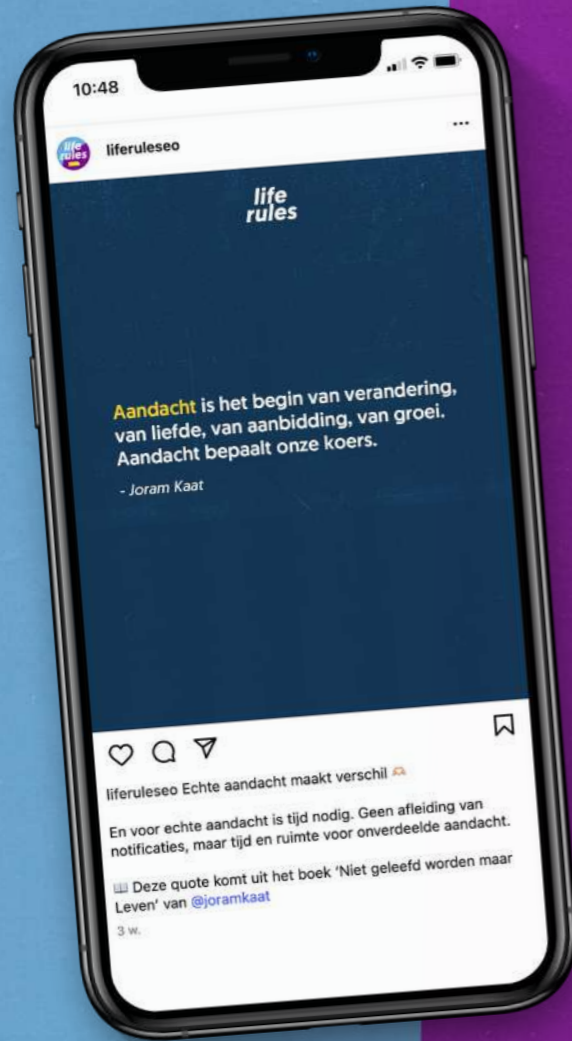 10:48
life
rules
liferuleseo
life
rules
Aandacht is het begin van verandering,
van liefde, van aanbidding, van groei.
Aandacht bepaalt onze koers.
- Joram Kaat
liferuleseo Echte aandacht maakt verschil 🫶🏻
En voor echte aandacht is tijd nodig. Geen afleiding van
notificaties, maar tijd en ruimte voor onverdeelde aandacht.
📖 Deze quote komt uit het boek ‘Niet geleefd worden maar
Leven’ van @joramkaat
3 w.